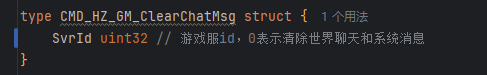 type CMD_HZ_GM_ClearChatMsg struct { 1个用法
SvrId uint32 // 游戏服id，0表示清除世界聊天和系统消息
}